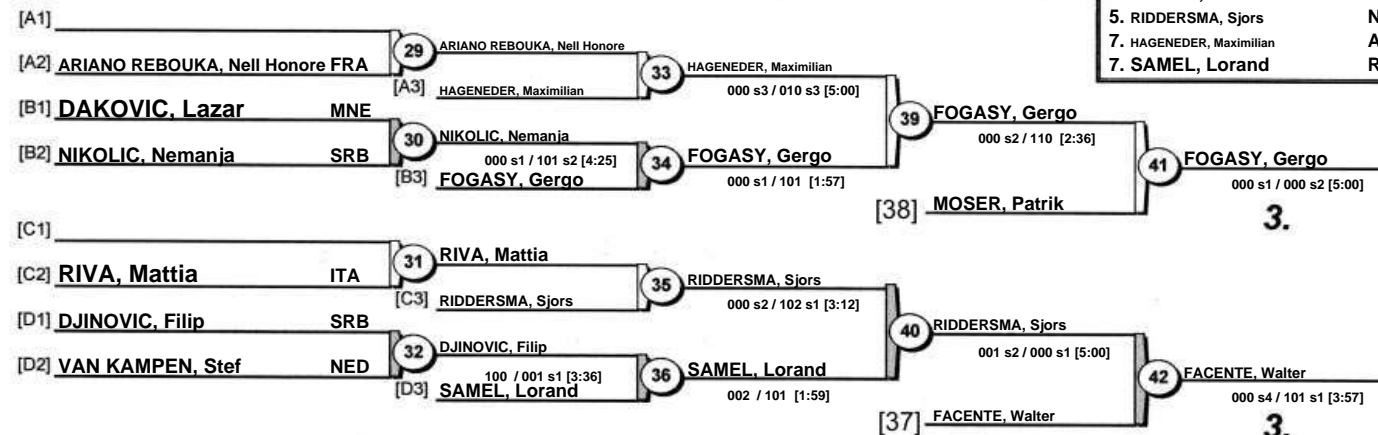 5. RIDDERSMA, Sjors N
7. HAGENEDER, Maximilian A
7. SAMEL, Lorand R
[A1]
[A2] ARIANO REBOUKA, Nell Honore FRA
29
ARIANO REBOUKA, Nell Honore
[A3] HAGENEDER, Maximilian
33
HAGENEDER, Maximilian
000 s3 / 010 s3 [5:00]
[B1] DAKOVIC, Lazar MNE
[B2] NIKOLIC, Nemanja SRB
30
NIKOLIC, Nemanja
000 s1 / 101 s2 [4:25]
[B3] FOGASY, Gergo
34
FOGASY, Gergo
000 s1 / 101 [1:57]
39
FOGASY, Gergo
000 s2 / 110 [2:36]
[38] MOSER, Patrik
41
FOGASY, Gergo
000 s1 / 000 s2 [5:00]
3.
[C1]
[C2] RIVA, Mattia ITA
31
RIVA, Mattia
[C3] RIDDERSMA, Sjors
35
RIDDERSMA, Sjors
000 s2 / 102 s1 [3:12]
[D1] DJINOVIC, Filip SRB
[D2] VAN KAMPEN, Stef NED
32
DJINOVIC, Filip
100 / 001 s1 [3:36]
[D3] SAMEL, Lorand
36
SAMEL, Lorand
002 / 101 [1:59]
40
RIDDERSMA, Sjors
001 s2 / 000 s1 [5:00]
[37] FACENTE, Walter
42
FACENTE, Walter
000 s4 / 101 s1 [3:57]
3.